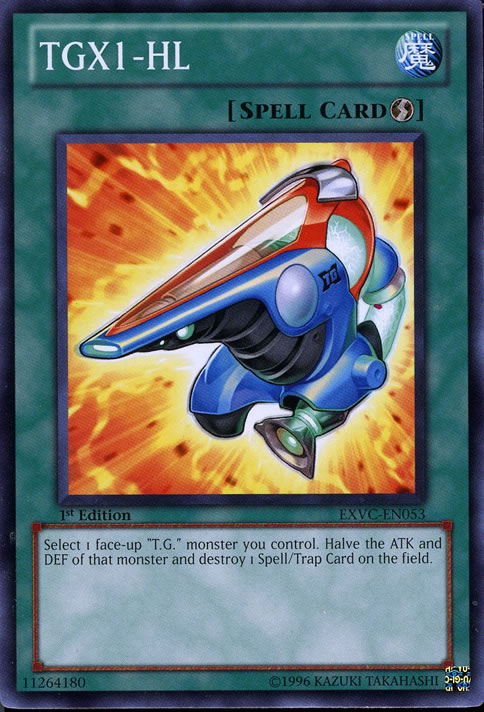 TGX1-HL
SPELL
魔
[SPELL CARD]
TG
1st Edition
EXVC-EN053
Select 1 face-up "T.G." monster you control. Halve the ATK and
DEF of that monster and destroy 1 Spell/Trap Card on the field.
11264180
©1996 KAZUKI TAKAHASHI